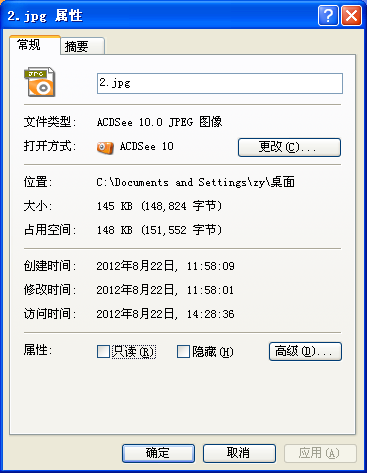 2.jpg 属性
常规 摘要
JPG
2.jpg
文件类型: ACDSee 10.0 JPEG 图像
打开方式: ACDSee 10 更改(C)...
位置: C:\Documents and Settings\zy\桌面
大小: 145 KB (148,824 字节)
占用空间: 148 KB (151,552 字节)
创建时间: 2012年8月22日, 11:58:09
修改时间: 2012年8月22日, 11:58:01
访问时间: 2012年8月22日, 14:28:36
属性: 只读(R) 隐藏(H) 高级(D)...
确定 取消 应用(A)